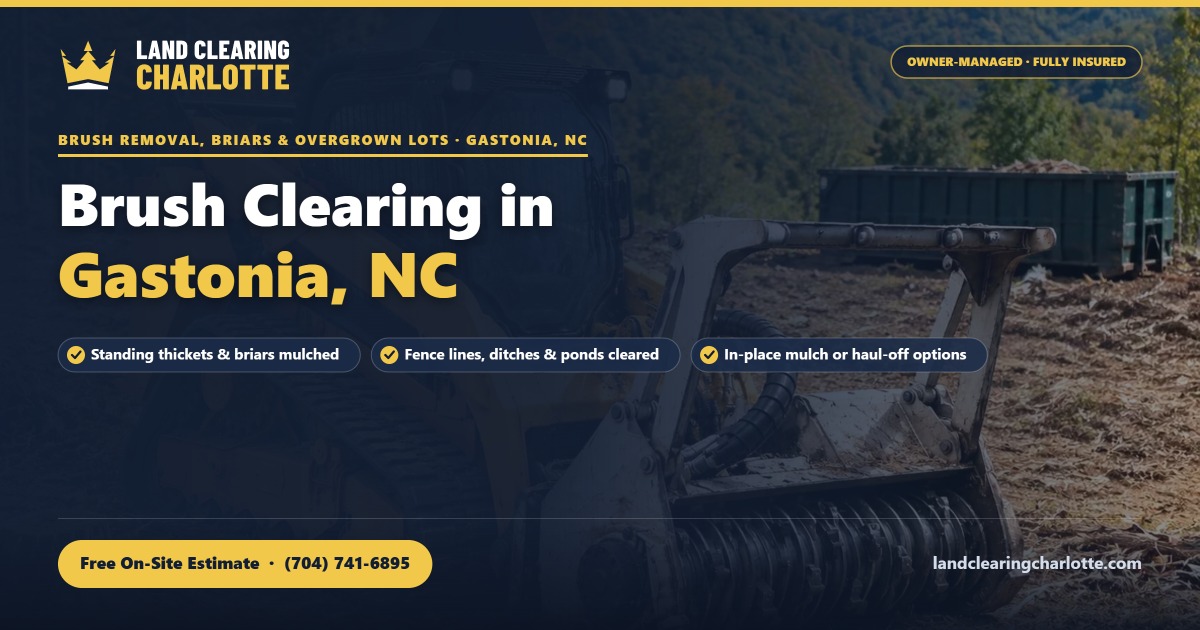 LAND CLEARING
CHARLOTTE
OWNER-MANAGED · FULLY INSURED
BRUSH REMOVAL, BRIARS & OVERGROWN LOTS · GASTONIA, NC
Brush Clearing in
Gastonia, NC
Standing thickets & briars mulched
Fence lines, ditches & ponds cleared
In-place mulch or haul-off options
Free On-Site Estimate · (704) 741-6895
landclearingcharlotte.com